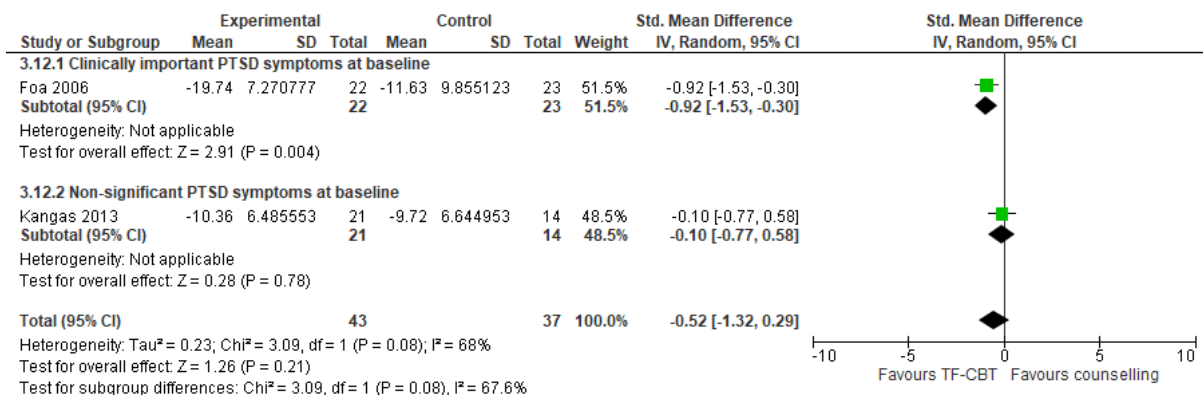 Experimental Control Std. Mean Difference Std. Mean Difference
Study or Subgroup Mean SD Total Mean SD Total Weight IV, Random, 95% CI IV, Random, 95% CI
3.12.1 Clinically important PTSD symptoms at baseline
Foa 2006 -19.74 7.270777 22 -11.63 9.855123 23 51.5% -0.92 [-1.53, -0.30]
Subtotal (95% CI) 22 23 51.5% -0.92 [-1.53, -0.30]
Heterogeneity: Not applicable
Test for overall effect: Z = 2.91 (P = 0.004)
3.12.2 Non-significant PTSD symptoms at baseline
Kangas 2013 -10.36 6.485553 21 -9.72 6.644953 14 48.5% -0.10 [-0.77, 0.58]
Subtotal (95% CI) 21 14 48.5% -0.10 [-0.77, 0.58]
Heterogeneity: Not applicable
Test for overall effect: Z = 0.28 (P = 0.78)
Total (95% CI) 43 37 100.0% -0.52 [-1.32, 0.29]
Heterogeneity: Tau² = 0.23; Chi² = 3.09, df = 1 (P = 0.08); I² = 68%
Test for overall effect: Z = 1.26 (P = 0.21)
Test for subgroup differences: Chi² = 3.09, df = 1 (P = 0.08), I² = 67.6%
-10 -5 0 5 10
Favours TF-CBT Favours counselling